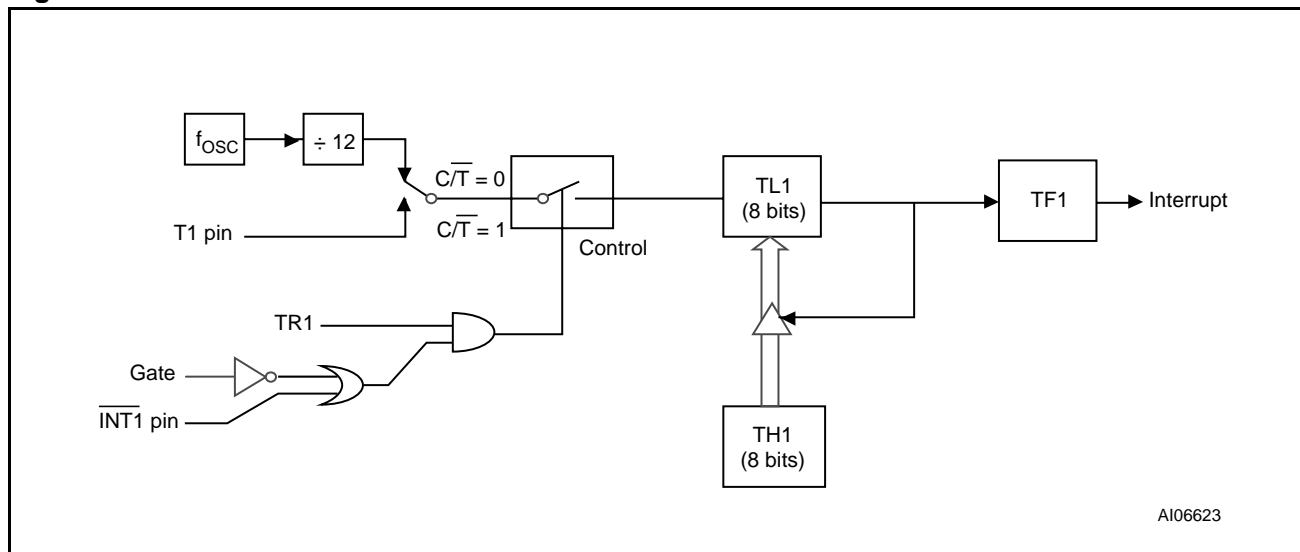 f_OSC
÷ 12
C/T̅ = 0
T1 pin
C/T̅ = 1
Control
TL1
(8 bits)
TF1
Interrupt
TR1
Gate
I̅N̅T̅1̅ pin
TH1
(8 bits)
AI06623